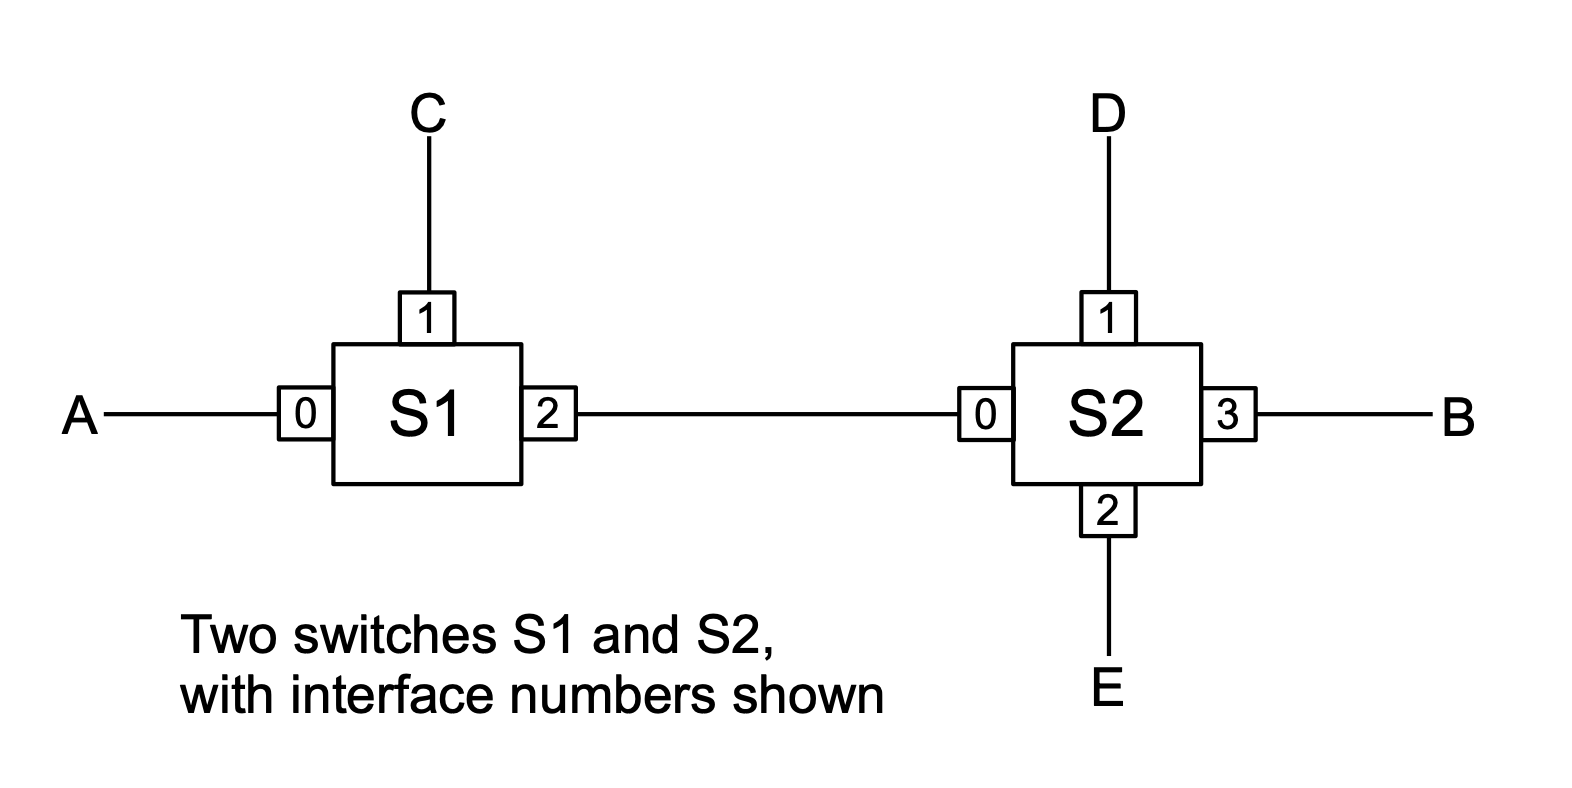 C
D
1
1
A
0
S1
2
0
S2
3
B
2
Two switches S1 and S2,
with interface numbers shown
E